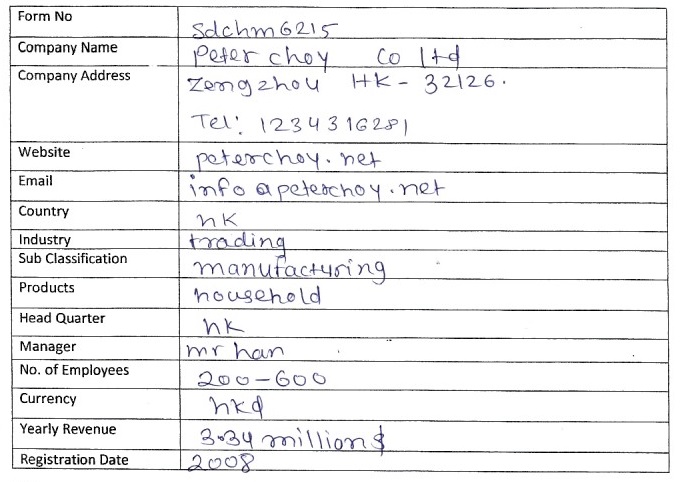 Form No sdchm6215
Company Name peter choy co ltd
Company Address zengzhou HK - 32126.
Tel: 1234316281
Website peterchoy.net
Email info@peterchoy.net
Country hk
Industry trading
Sub Classification manufacturing
Products household
Head Quarter hk
Manager mr han
No. of Employees 200-600
Currency hkd
Yearly Revenue 3.34 million $
Registration Date 2008